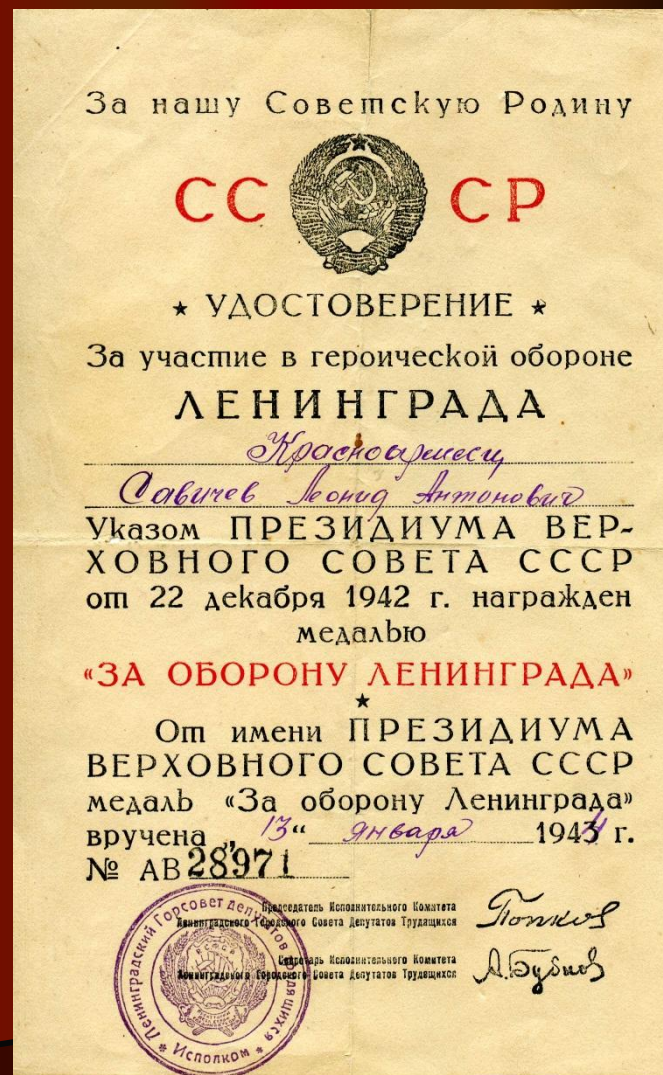 За нашу Советскую Родину
СС СР
★ УДОСТОВЕРЕНИЕ ★
За участие в героической обороне
ЛЕНИНГРАДА
Красноармеец
Савичев Леонид Антонович
Указом ПРЕЗИДИУМА ВЕР-
ХОВНОГО СОВЕТА СССР
от 22 декабря 1942 г. награжден
медалью
«ЗА ОБОРОНУ ЛЕНИНГРАДА»
★
От имени ПРЕЗИДИУМА
ВЕРХОВНОГО СОВЕТА СССР
медаль «За оборону Ленинграда»
вручена „13“ января 1944 г.
№ АВ 28971
Председатель Исполнительного Комитета
Ленинградского Городского Совета Депутатов Трудящихся
Попков
Секретарь Исполнительного Комитета
Ленинградского Городского Совета Депутатов Трудящихся
А. Бубнов
Ленинградский Горсовет депутатов трудящихся
★ Исполком ★